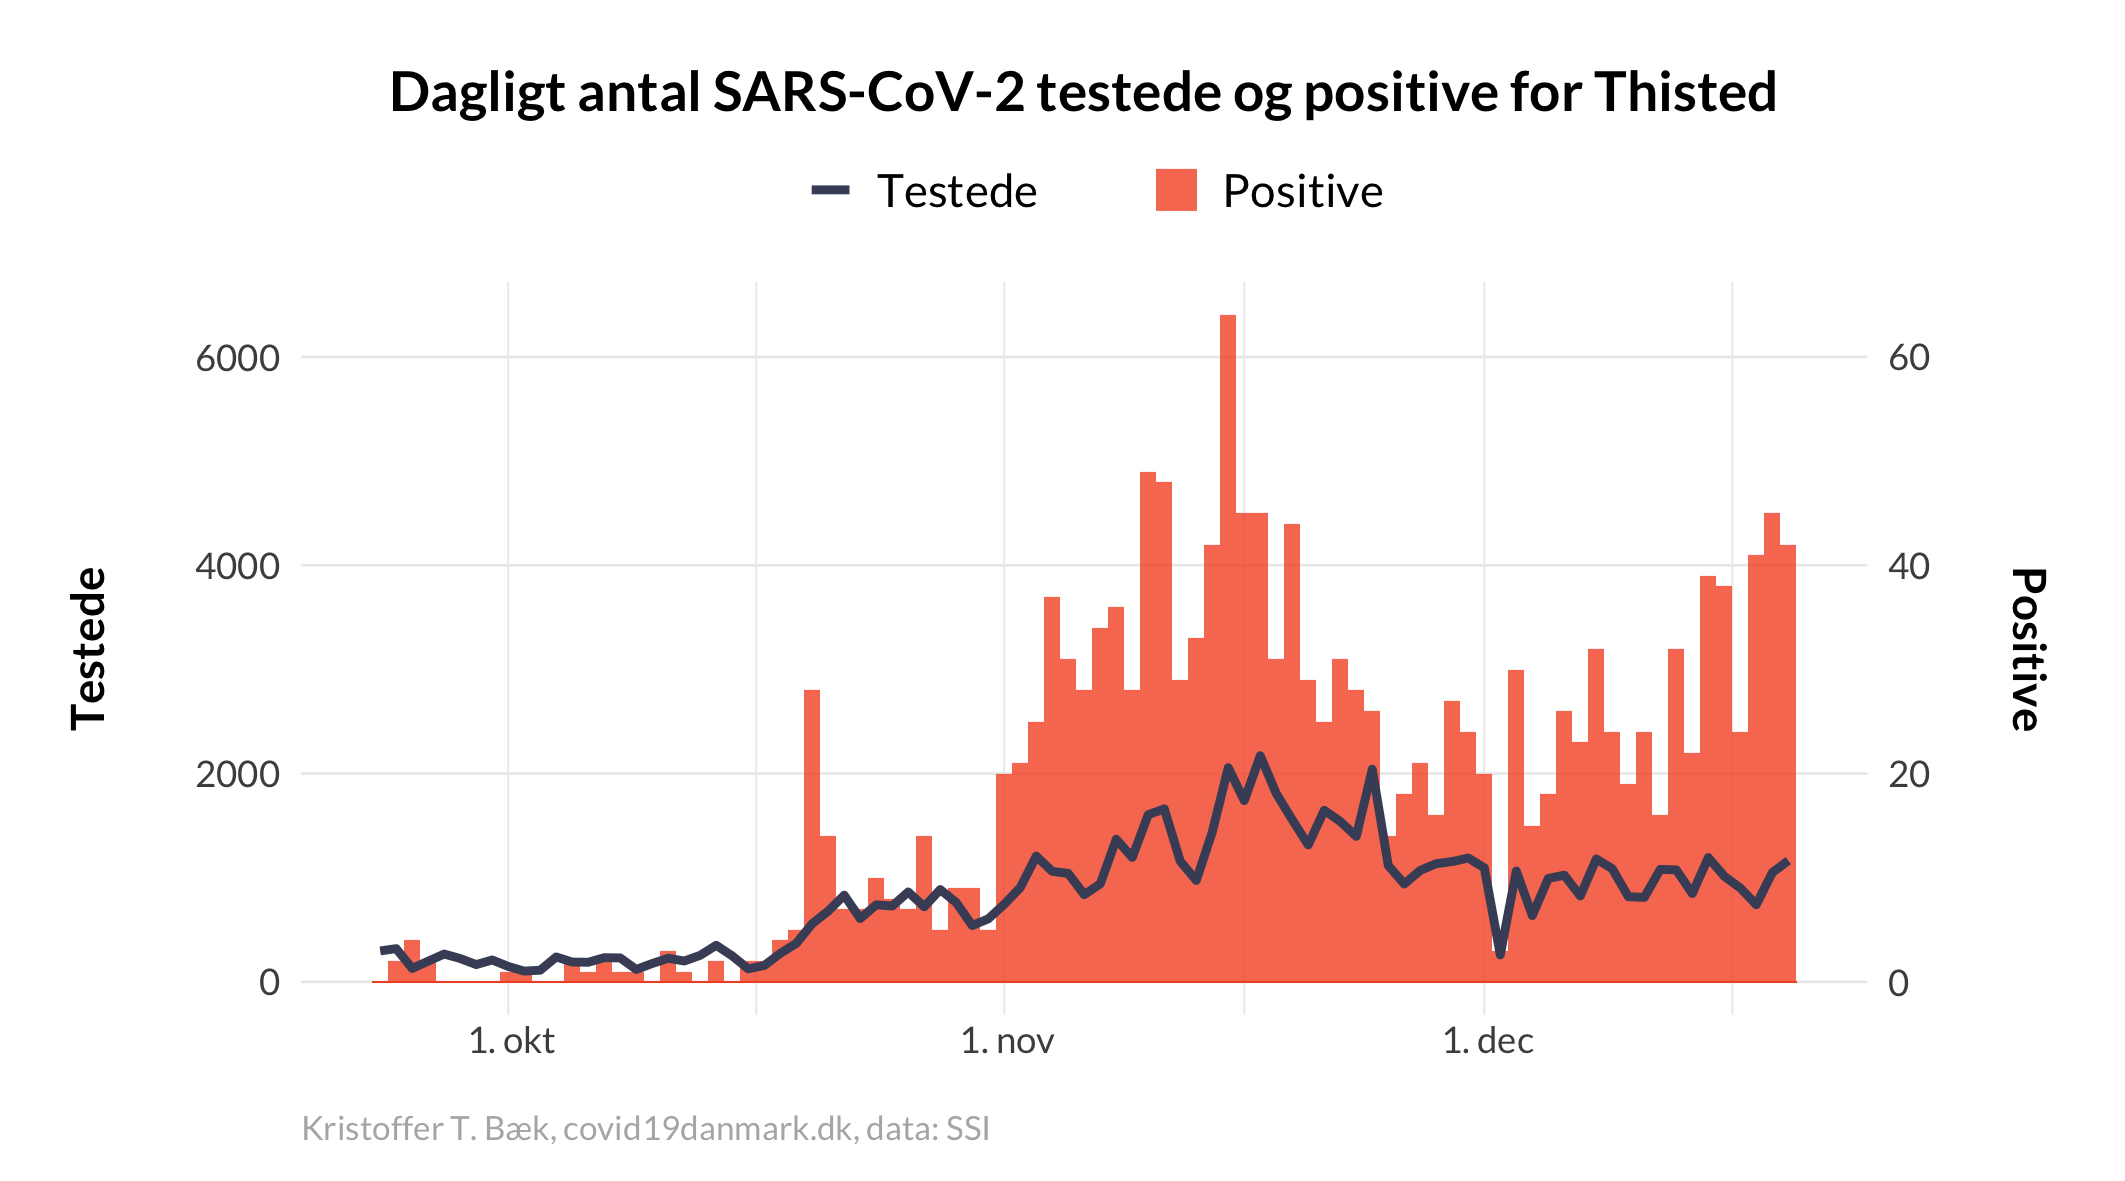 Dagligt antal SARS-CoV-2 testede og positive for Thisted
Testede
Positive
6000
4000
2000
0
60
40
20
0
Testede
Positive
1. okt
1. nov
1. dec
Kristoffer T. Bæk, covid19danmark.dk, data: SSI